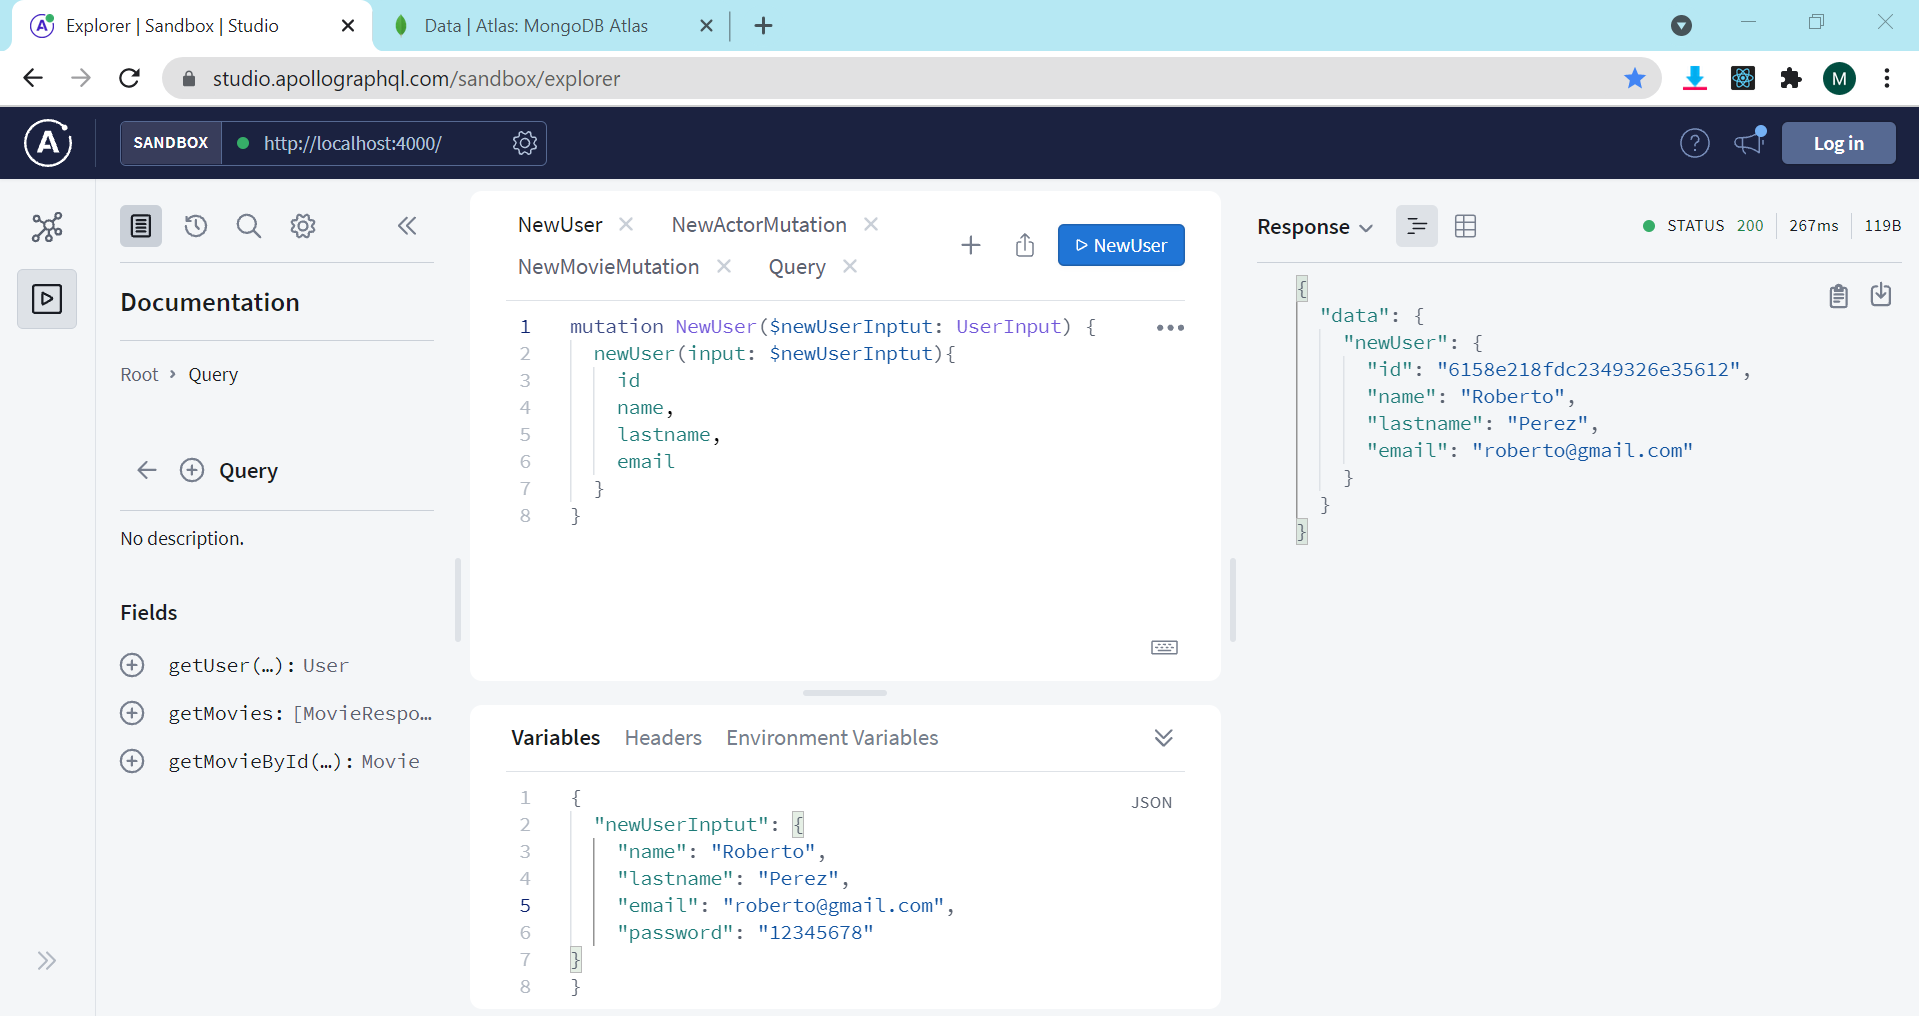 Explorer | Sandbox | Studio
Data | Atlas: MongoDB Atlas
studio.apollographql.com/sandbox/explorer
M
A
SANDBOX
http://localhost:4000/
?
Log in
Documentation
Root › Query
Query
No description.
Fields
getUser(…): User
getMovies: [MovieRespo…
getMovieById(…): Movie
NewUser
NewActorMutation
NewMovieMutation
Query
NewUser
1 mutation NewUser($newUserInptut: UserInput) {
2 newUser(input: $newUserInptut){
3 id
4 name,
5 lastname,
6 email
7 }
8 }
Variables
Headers
Environment Variables
JSON
1 {
2 "newUserInptut": {
3 "name": "Roberto",
4 "lastname": "Perez",
5 "email": "roberto@gmail.com",
6 "password": "12345678"
7 }
8 }
Response
STATUS 200
267ms
119B
{
"data": {
"newUser": {
"id": "6158e218fdc2349326e35612",
"name": "Roberto",
"lastname": "Perez",
"email": "roberto@gmail.com"
}
}
}